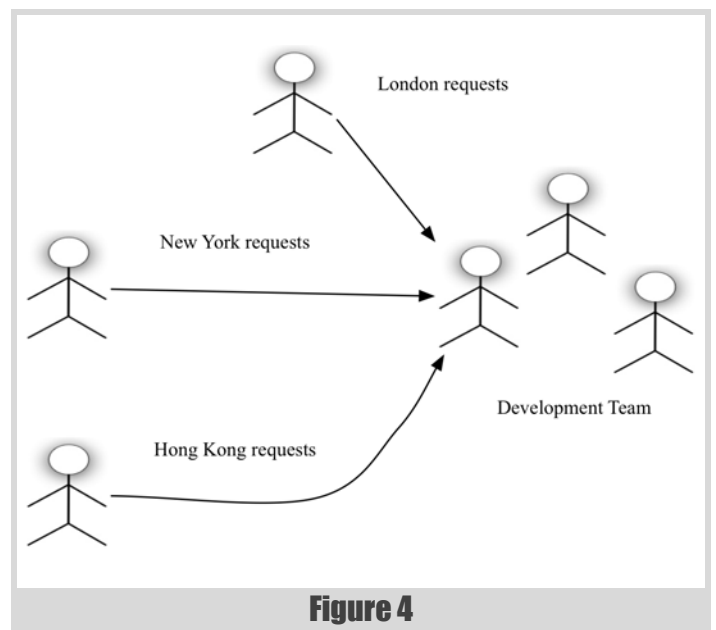 London requests
New York requests
Development Team
Hong Kong requests
Figure 4